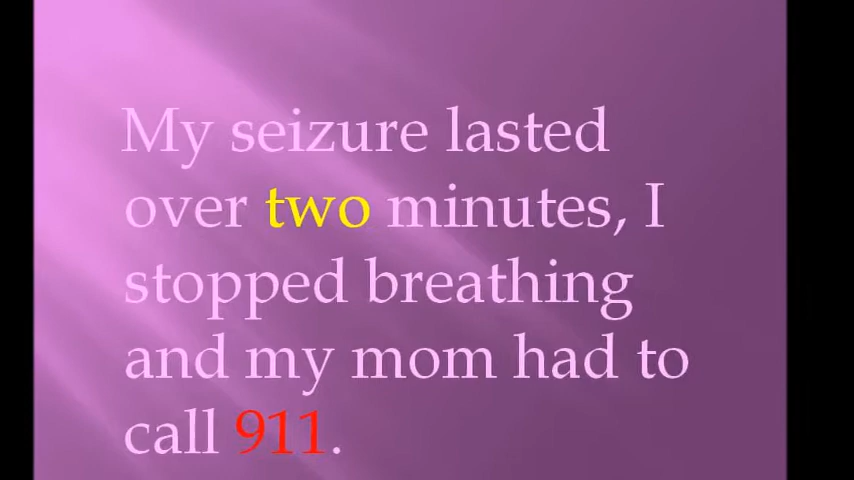 My seizure lasted
over two minutes, I
stopped breathing
and my mom had to
call 911.